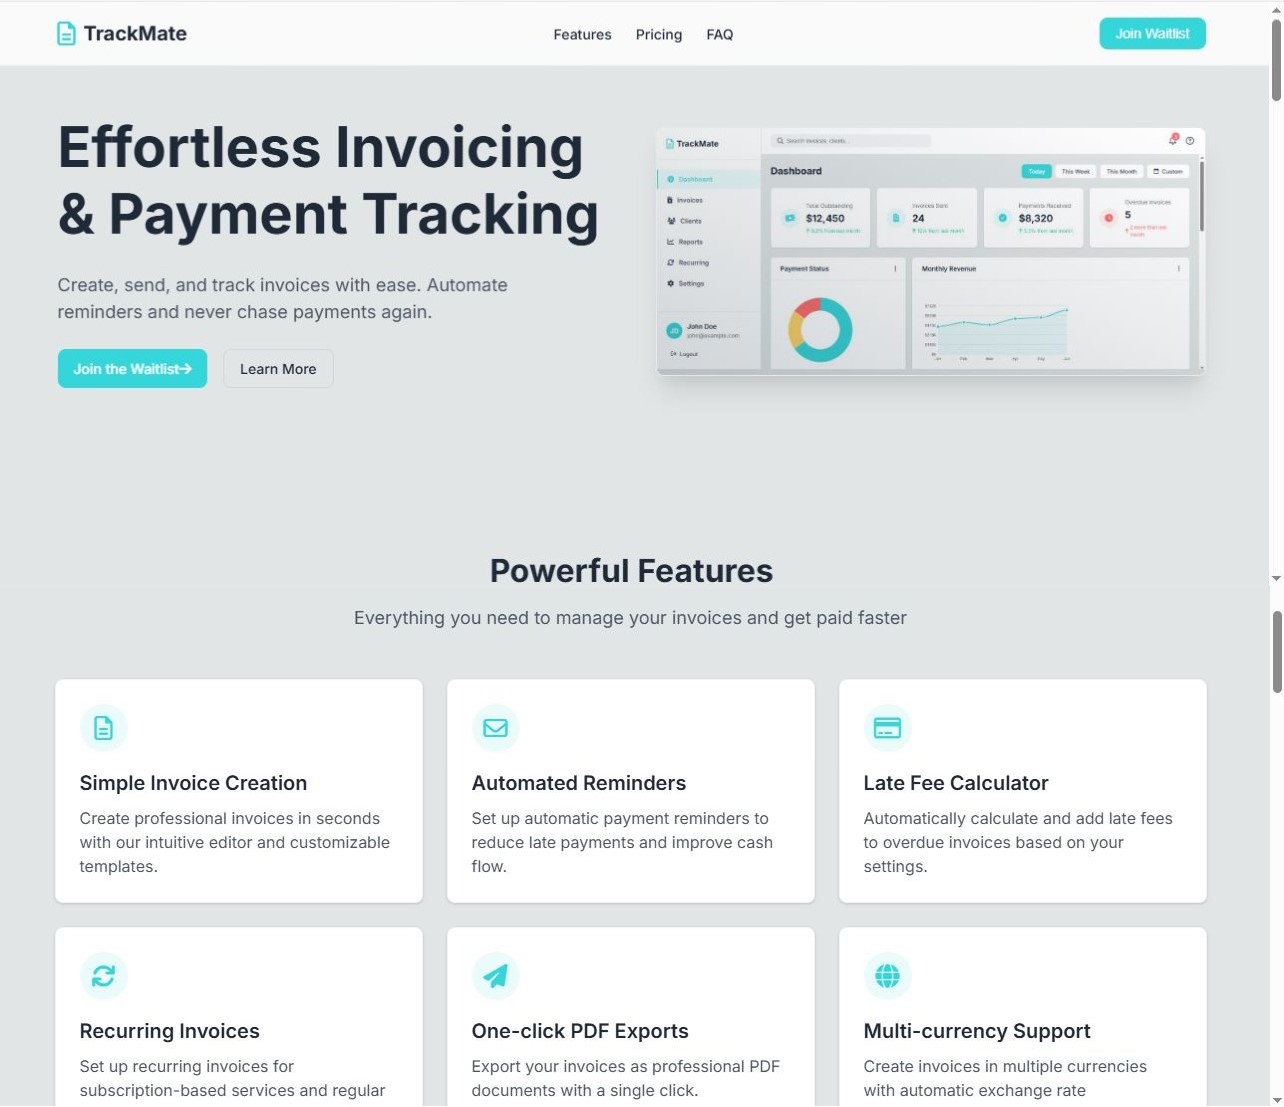 TrackMate
Features Pricing FAQ
Join Waitlist
Effortless Invoicing
& Payment Tracking
Create, send, and track invoices with ease. Automate
reminders and never chase payments again.
Join the Waitlist→
Learn More
TrackMate
Search invoices, clients...
Dashboard
Invoices
Clients
Reports
Recurring
Settings
JD
John Doe
john@example.com
Logout
Dashboard
Today This Week This Month Custom
Total Outstanding
$12,450
Invoices Sent
24
Payments Received
$8,320
Overdue Invoices
5
Payment Status
Monthly Revenue
Jan Feb Mar Apr May Jun
Powerful Features
Everything you need to manage your invoices and get paid faster
Simple Invoice Creation
Create professional invoices in seconds
with our intuitive editor and customizable
templates.
Automated Reminders
Set up automatic payment reminders to
reduce late payments and improve cash
flow.
Late Fee Calculator
Automatically calculate and add late fees
to overdue invoices based on your
settings.
Recurring Invoices
Set up recurring invoices for
subscription-based services and regular
One-click PDF Exports
Export your invoices as professional PDF
documents with a single click.
Multi-currency Support
Create invoices in multiple currencies
with automatic exchange rate